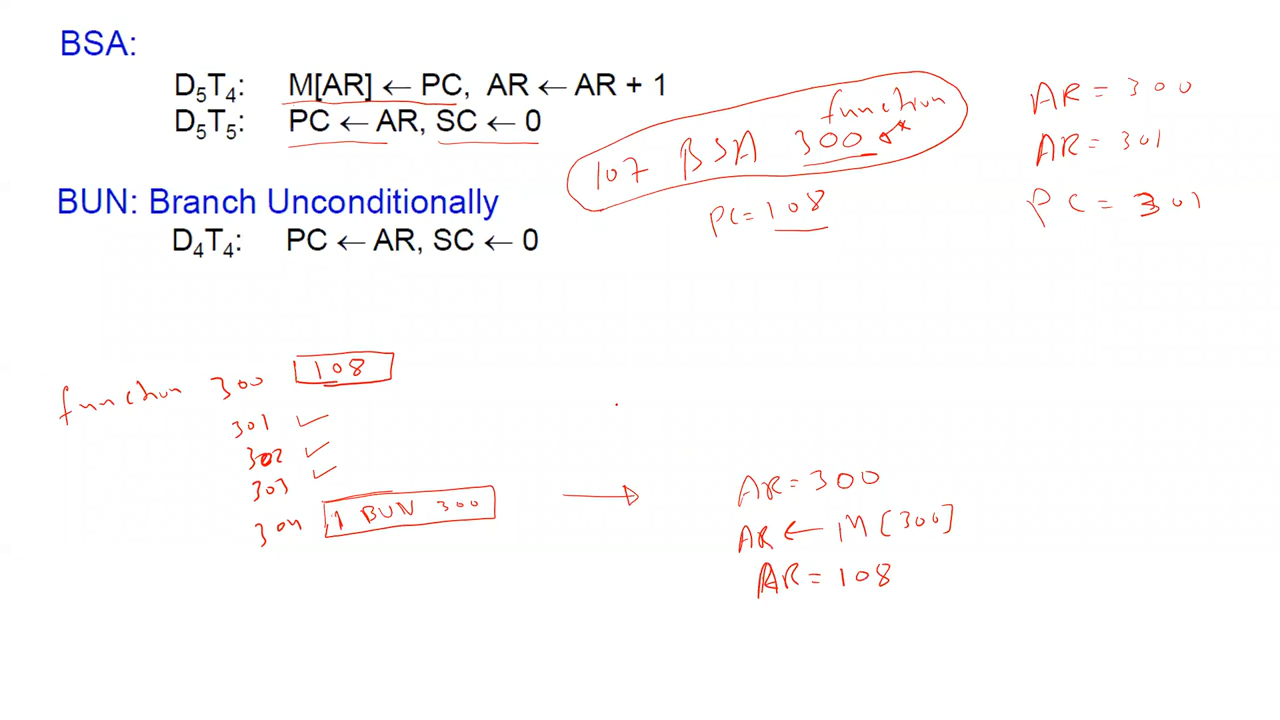 BSA:
D5T4: M[AR] ← PC, AR ← AR + 1
D5T5: PC ← AR, SC ← 0
function
107 BSA 300
PC=108
AR = 300
AR = 301
PC = 301
BUN: Branch Unconditionally
D4T4: PC ← AR, SC ← 0
function 300 108
301 ✓
302 ✓
303 ✓
304 1 BUN 300 →
AR = 300
AR ← M[300]
AR = 108